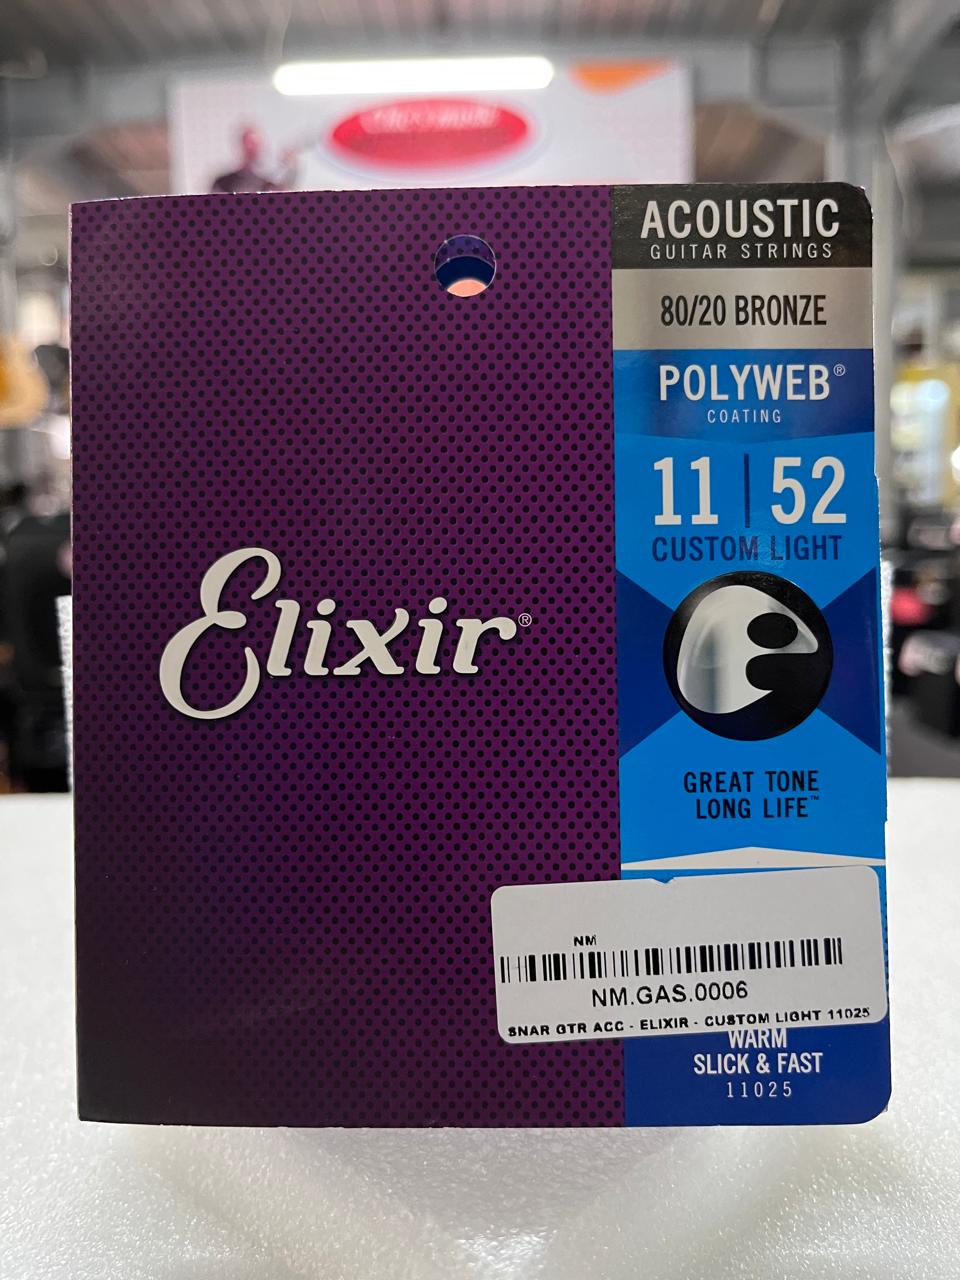 ACOUSTIC
GUITAR STRINGS
80/20 BRONZE
POLYWEB®
COATING
11 | 52
CUSTOM LIGHT
Elixir®
GREAT TONE
LONG LIFE™
NM
NM.GAS.0006
SNAR GTR ACC - ELIXIR - CUSTOM LIGHT 11025
WARM
SLICK & FAST
11025